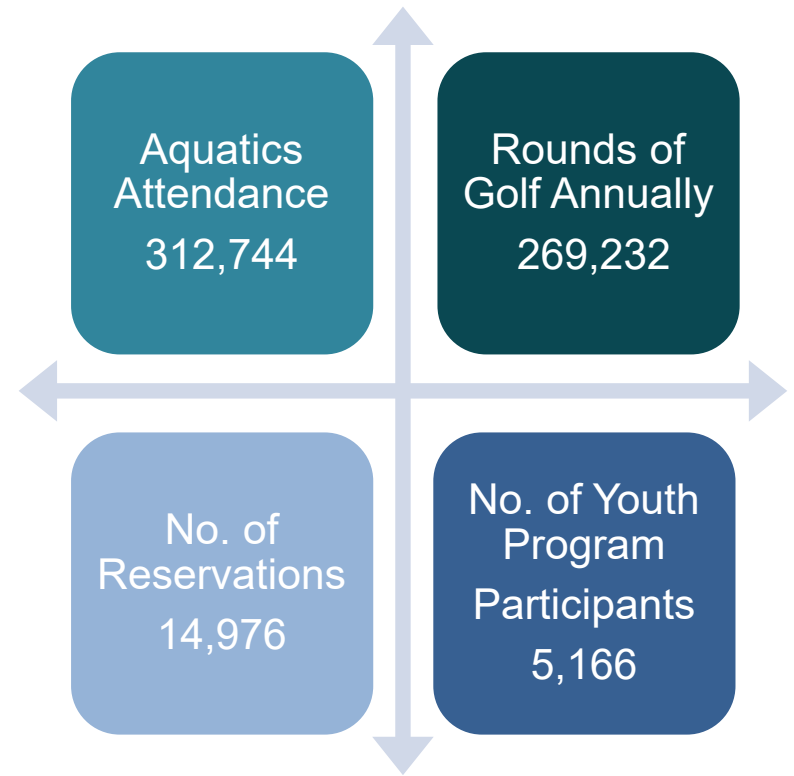 Aquatics
Attendance
312,744
Rounds of
Golf Annually
269,232
No. of
Reservations
14,976
No. of Youth
Program
Participants
5,166